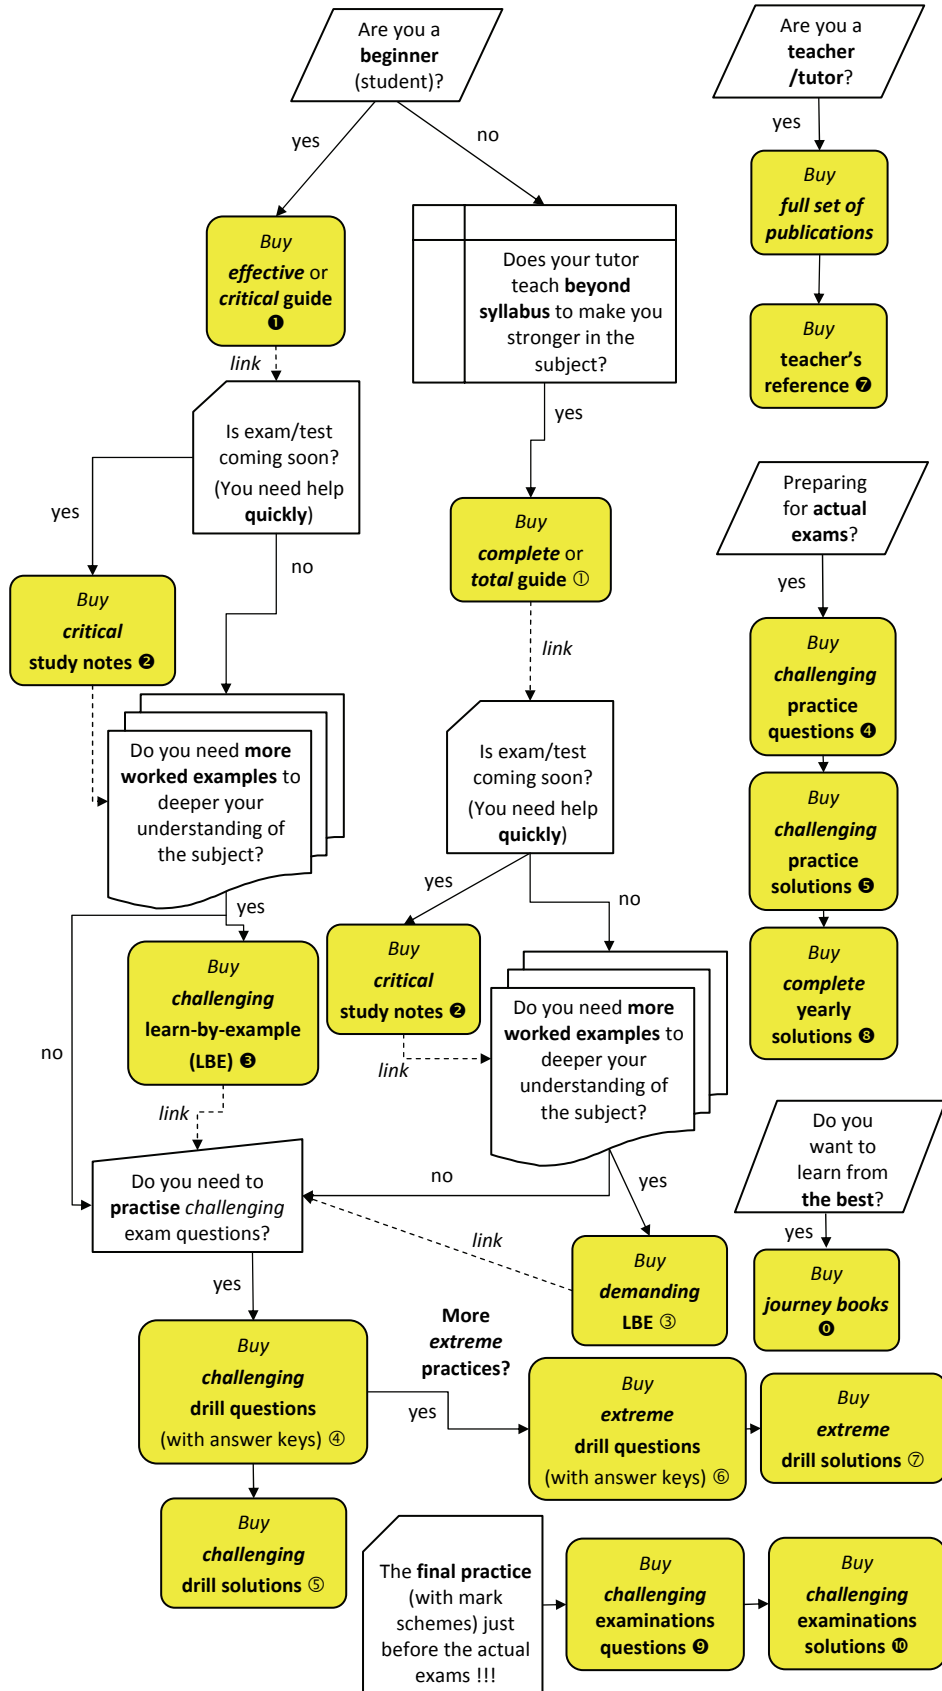 Are you a
beginner
(student)?
yes
no
Buy
effective or
critical guide
❶
link
Is exam/test
coming soon?
(You need help
quickly)
yes
no
Buy
critical
study notes ❷
Do you need more
worked examples to
deeper your
understanding of
the subject?
yes
no
Buy
challenging
learn-by-example
(LBE) ❸
link
Do you need to
practise challenging
exam questions?
yes
Buy
challenging
drill questions
(with answer keys) ④
Buy
challenging
drill solutions ⑤
Does your tutor
teach beyond
syllabus to make you
stronger in the
subject?
yes
Buy
complete or
total guide ①
link
Is exam/test
coming soon?
(You need help
quickly)
yes
no
Buy
critical
study notes ❷
link
Do you need more
worked examples to
deeper your
understanding of
the subject?
no
yes
link
Buy
demanding
LBE ③
More
extreme
practices?
yes
Buy
extreme
drill questions
(with answer keys) ⑥
Buy
extreme
drill solutions ⑦
The final practice
(with mark
schemes) just
before the actual
exams !!!
Buy
challenging
examinations
questions ❾
Buy
challenging
examinations
solutions ❿
Are you a
teacher
/tutor?
yes
Buy
full set of
publications
Buy
teacher’s
reference ❼
Preparing
for actual
exams?
yes
Buy
challenging
practice
questions ❹
Buy
challenging
practice
solutions ❺
Buy
complete
yearly
solutions ❽
Do you
want to
learn from
the best?
yes
Buy
journey books
⓿